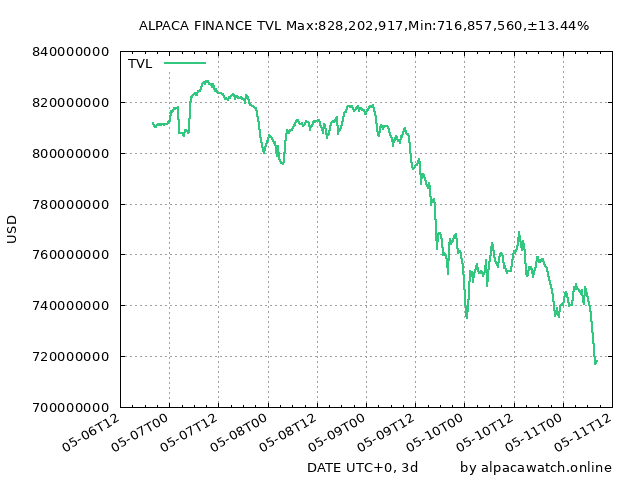 ALPACA FINANCE TVL Max:828,202,917,Min:716,857,560,±13.44%
TVL
840000000
820000000
800000000
780000000
760000000
740000000
720000000
700000000
USD
05-06T12
05-07T00
05-07T12
05-08T00
05-08T12
05-09T00
05-09T12
05-10T00
05-10T12
05-11T00
05-11T12
DATE UTC+0, 3d
by alpacawatch.online